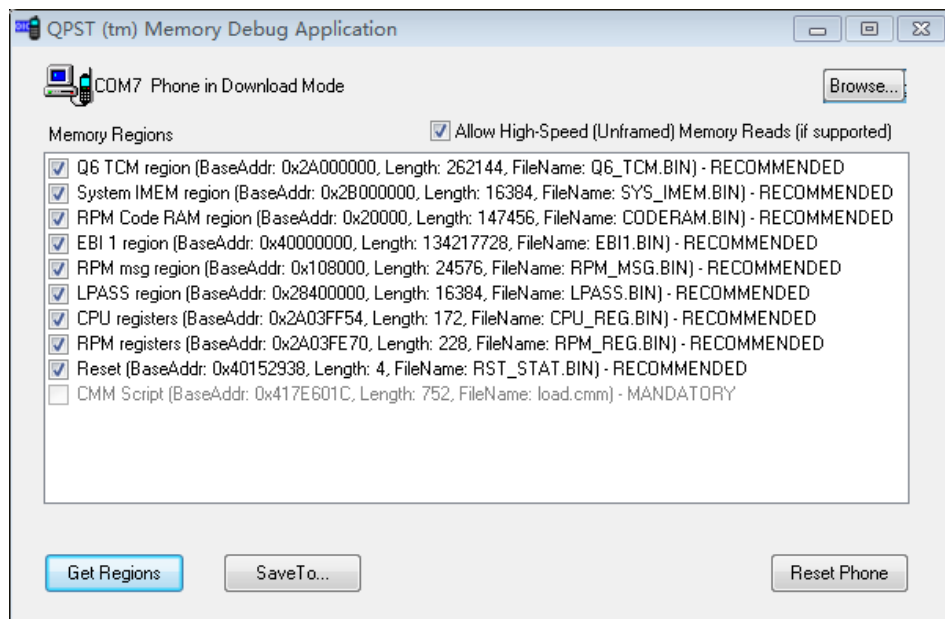 QPST (tm) Memory Debug Application
COM7 Phone in Download Mode
Browse...
Memory Regions
Allow High-Speed (Unframed) Memory Reads (if supported)
Q6 TCM region (BaseAddr: 0x2A000000, Length: 262144, FileName: Q6_TCM.BIN) - RECOMMENDED
System IMEM region (BaseAddr: 0x2B000000, Length: 16384, FileName: SYS_IMEM.BIN) - RECOMMENDED
RPM Code RAM region (BaseAddr: 0x20000, Length: 147456, FileName: CODERAM.BIN) - RECOMMENDED
EBI 1 region (BaseAddr: 0x40000000, Length: 134217728, FileName: EBI1.BIN) - RECOMMENDED
RPM msg region (BaseAddr: 0x108000, Length: 24576, FileName: RPM_MSG.BIN) - RECOMMENDED
LPASS region (BaseAddr: 0x28400000, Length: 16384, FileName: LPASS.BIN) - RECOMMENDED
CPU registers (BaseAddr: 0x2A03FF54, Length: 172, FileName: CPU_REG.BIN) - RECOMMENDED
RPM registers (BaseAddr: 0x2A03FE70, Length: 228, FileName: RPM_REG.BIN) - RECOMMENDED
Reset (BaseAddr: 0x40152938, Length: 4, FileName: RST_STAT.BIN) - RECOMMENDED
CMM Script (BaseAddr: 0x417E601C, Length: 752, FileName: load.cmm) - MANDATORY
Get Regions
SaveTo...
Reset Phone